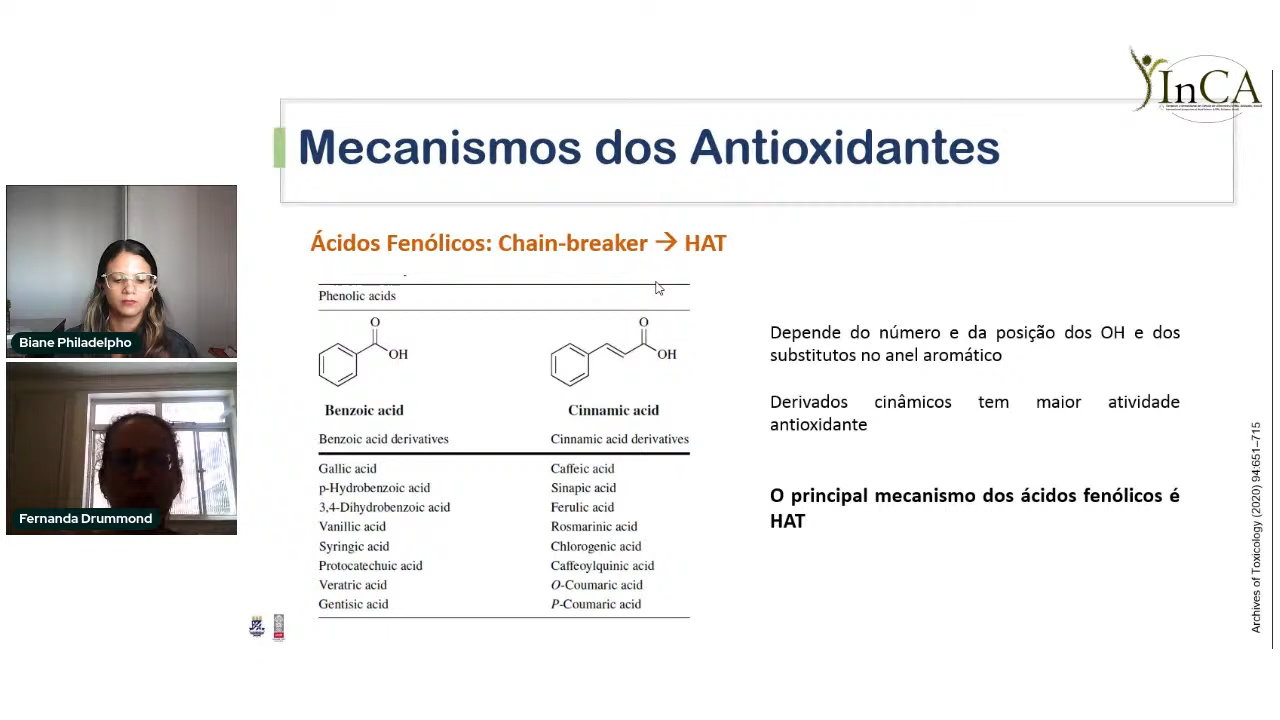 InCA
Mecanismos dos Antioxidantes
Ácidos Fenólicos: Chain-breaker → HAT
Phenolic acids
O
OH
O
OH
Benzoic acid
Cinnamic acid
Benzoic acid derivatives
Cinnamic acid derivatives
Gallic acid
Caffeic acid
p-Hydrobenzoic acid
Sinapic acid
3,4-Dihydrobenzoic acid
Ferulic acid
Vanillic acid
Rosmarinic acid
Syringic acid
Chlorogenic acid
Protocatechuic acid
Caffeoylquinic acid
Veratric acid
O-Coumaric acid
Gentisic acid
P-Coumaric acid
Depende do número e da posição dos OH e dos
substitutos no anel aromático
Derivados cinâmicos tem maior atividade
antioxidante
O principal mecanismo dos ácidos fenólicos é
HAT
Archives of Toxicology (2020) 94:651–715
Biane Philadelpho
Fernanda Drummond